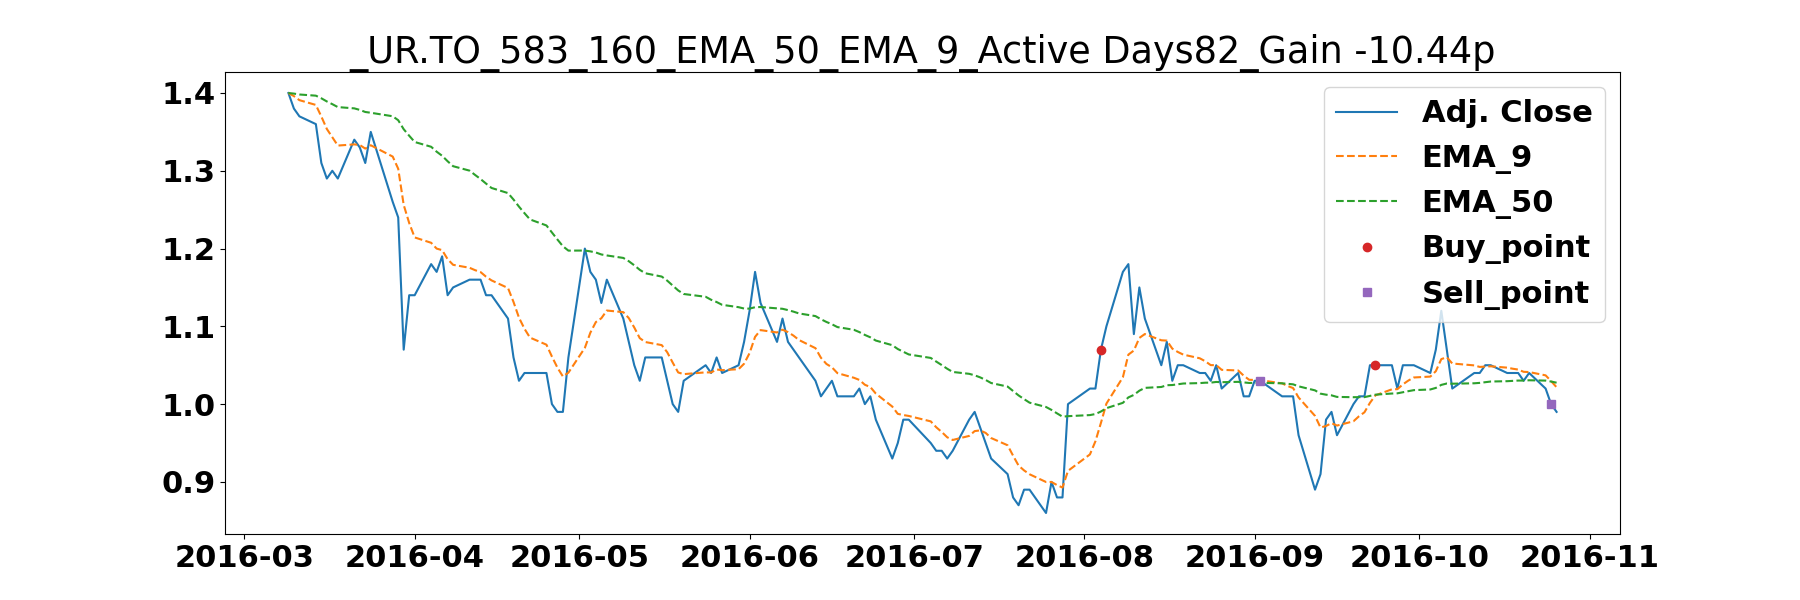 _UR.TO_583_160_EMA_50_EMA_9_Active Days82_Gain -10.44p
1.4
1.3
1.2
1.1
1.0
0.9
Adj. Close
EMA_9
EMA_50
Buy_point
Sell_point
2016-03 2016-04 2016-05 2016-06 2016-07 2016-08 2016-09 2016-10 2016-11